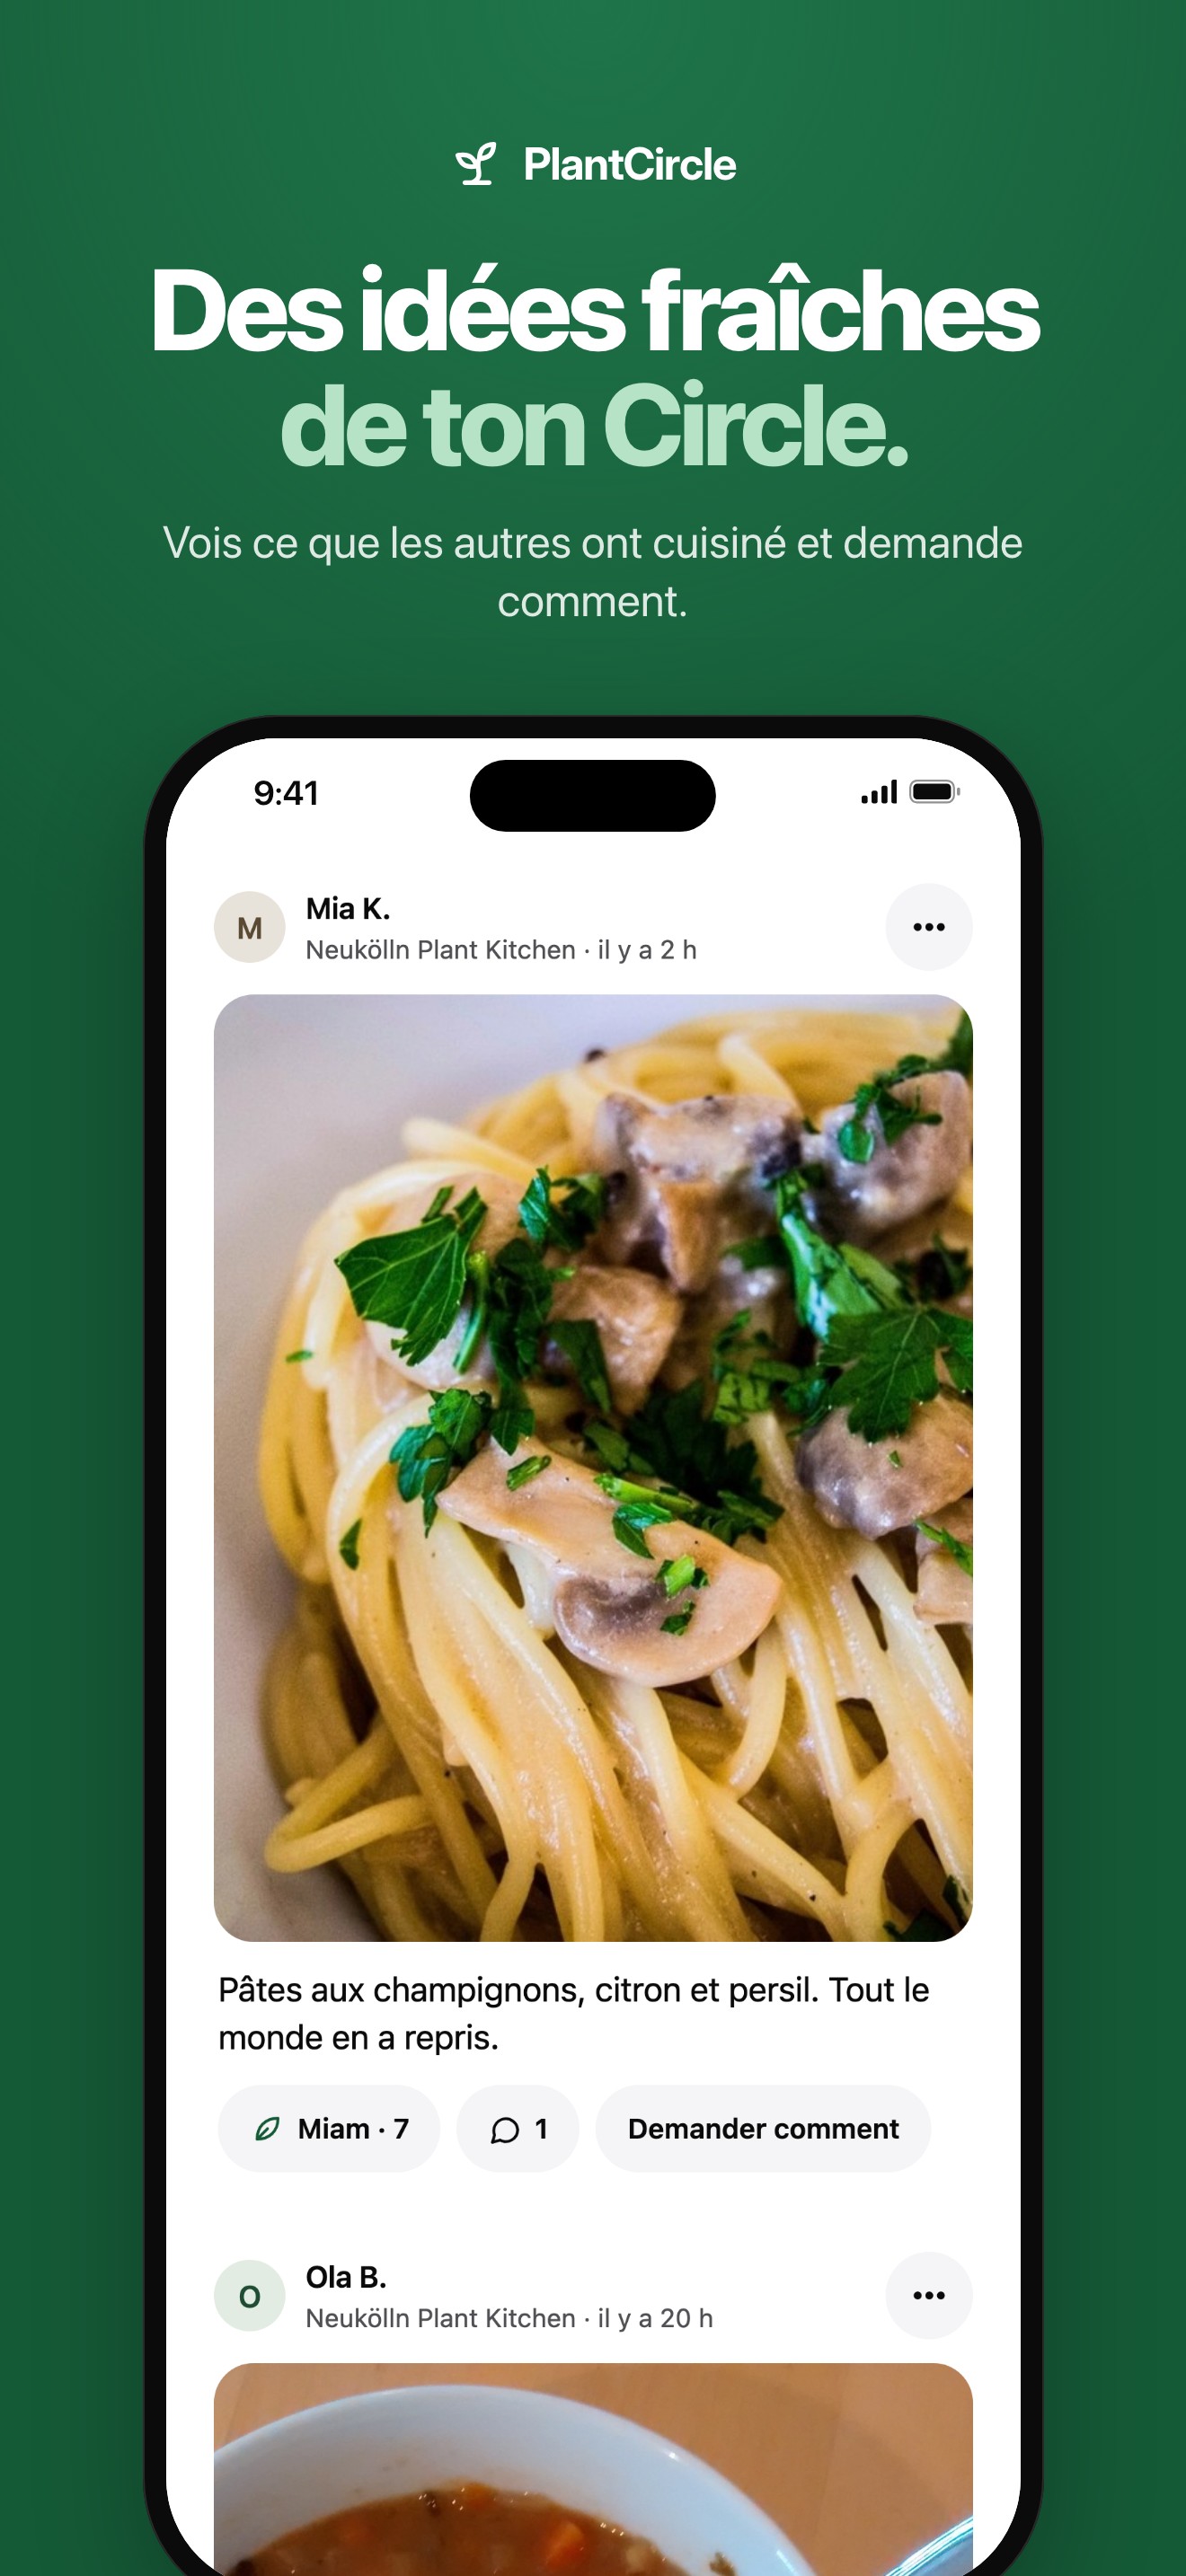 PlantCircle
Des idées fraîches
de ton Circle.
Vois ce que les autres ont cuisiné et demande
comment.
9:41
M
Mia K.
Neukölln Plant Kitchen · il y a 2 h
Pâtes aux champignons, citron et persil. Tout le
monde en a repris.
Miam · 7
1
Demander comment
O
Ola B.
Neukölln Plant Kitchen · il y a 20 h